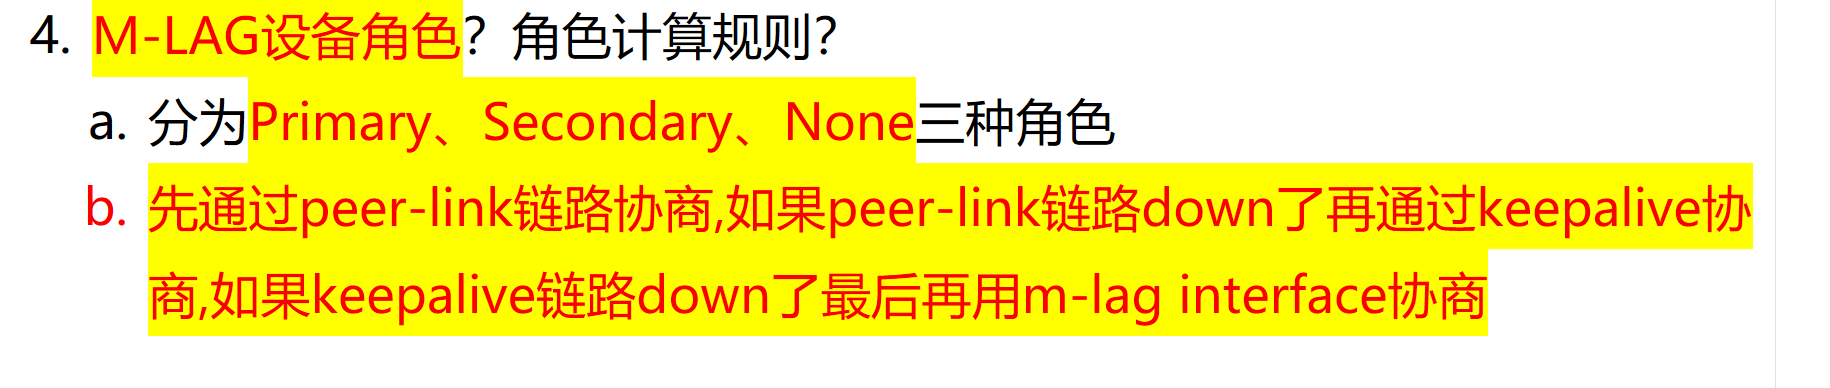 4. M-LAG设备角色？角色计算规则？
a. 分为Primary、Secondary、None三种角色
b. 先通过peer-link链路协商,如果peer-link链路down了再通过keepalive协
商,如果keepalive链路down了最后再用m-lag interface协商